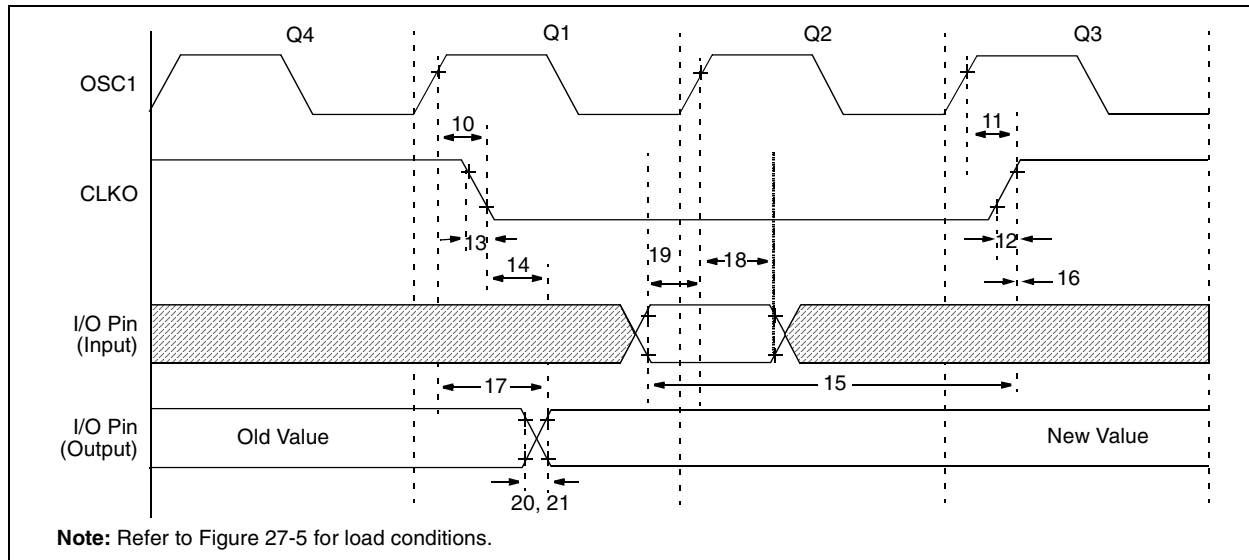 Q4 Q1 Q2 Q3
OSC1
10 11
CLKO
13 12
14 19 18 16
I/O Pin
(Input)
17 15
I/O Pin
(Output)
Old Value New Value
20, 21
Note: Refer to Figure 27-5 for load conditions.